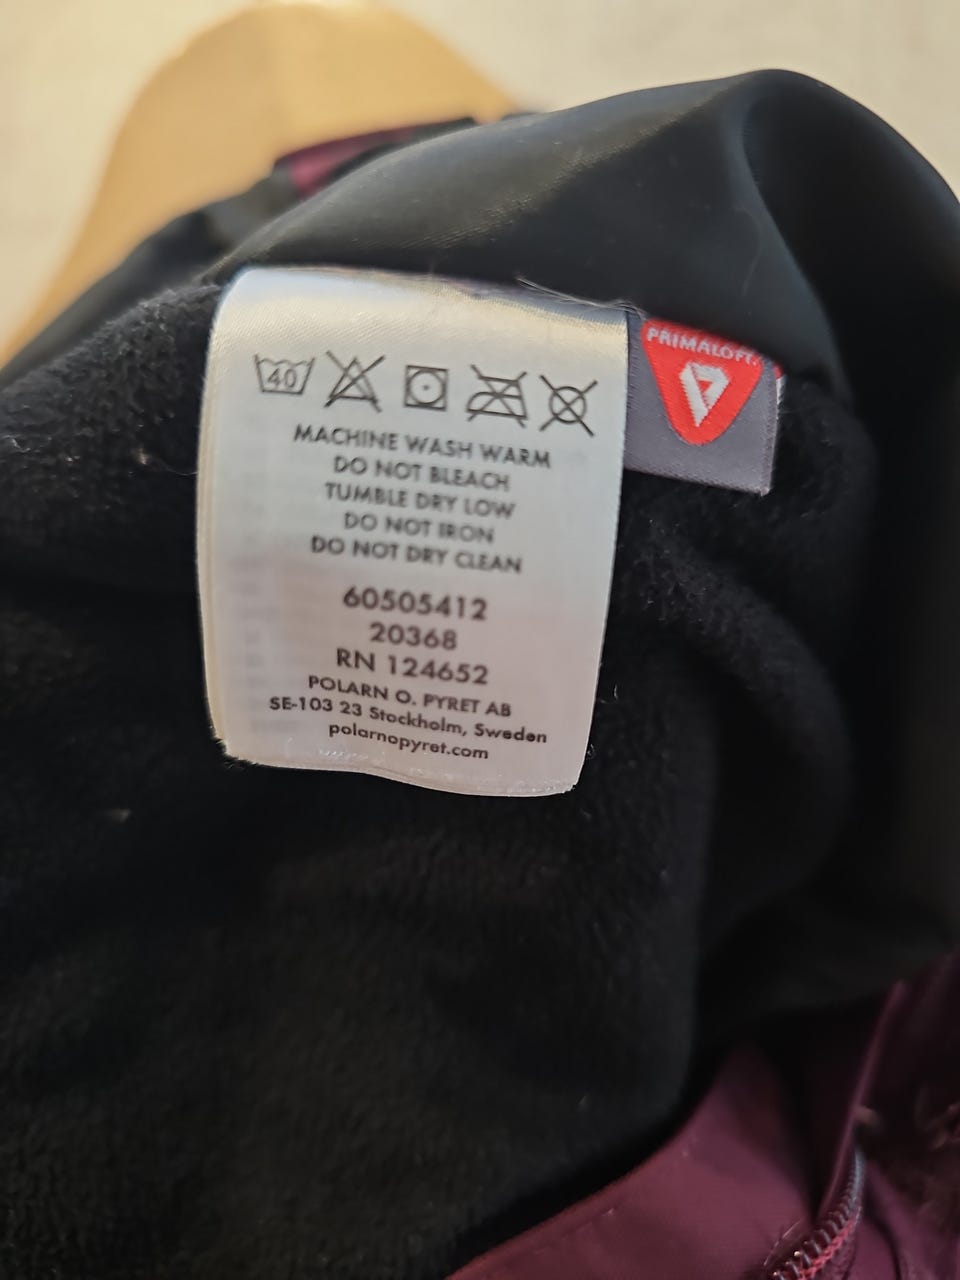 40
PRIMALOFT
MACHINE WASH WARM
DO NOT BLEACH
TUMBLE DRY LOW
DO NOT IRON
DO NOT DRY CLEAN
60505412
20368
RN 124652
POLARN O. PYRET AB
SE-103 23 Stockholm, Sweden
polarnopyret.com